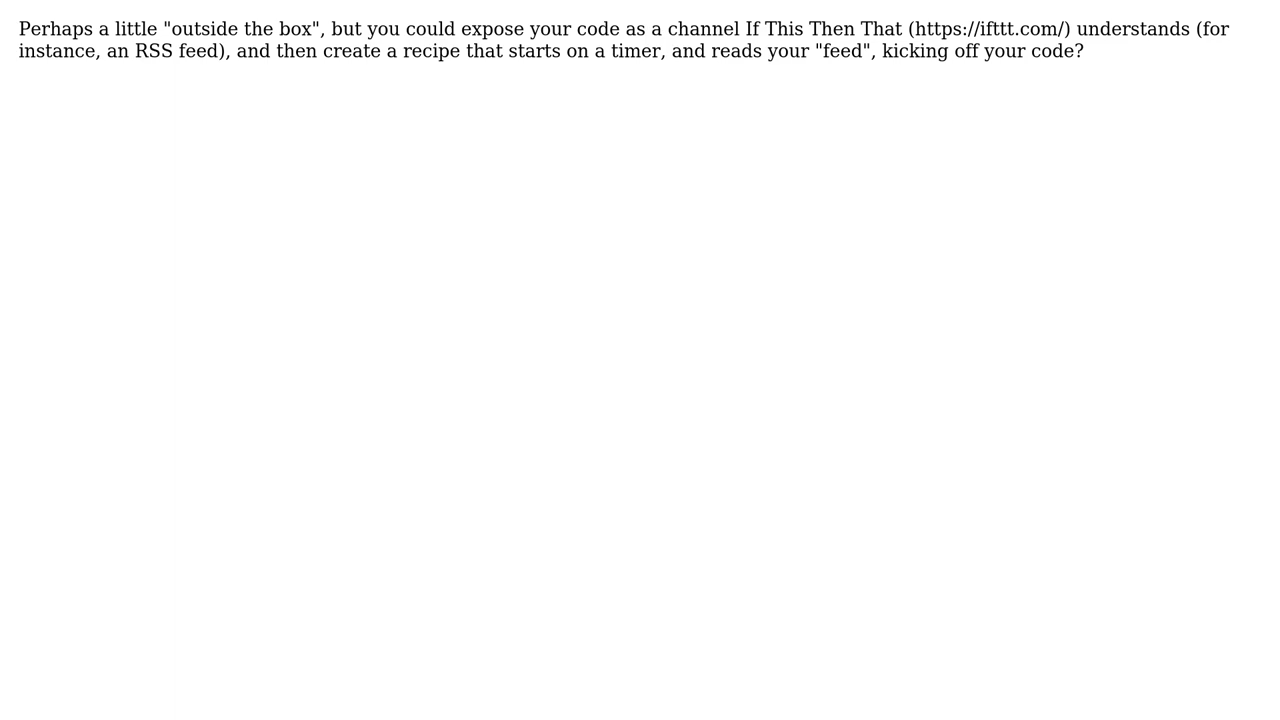 Perhaps a little "outside the box", but you could expose your code as a channel If This Then That (https://ifttt.com/) understands (for
instance, an RSS feed), and then create a recipe that starts on a timer, and reads your "feed", kicking off your code?